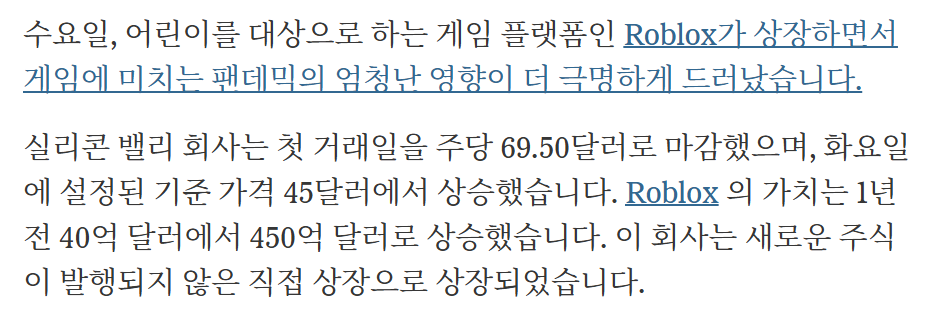 수요일, 어린이를 대상으로 하는 게임 플랫폼인 Roblox가 상장하면서
게임에 미치는 팬데믹의 엄청난 영향이 더 극명하게 드러났습니다.
실리콘 밸리 회사는 첫 거래일을 주당 69.50달러로 마감했으며, 화요일
에 설정된 기준 가격 45달러에서 상승했습니다. Roblox 의 가치는 1년
전 40억 달러에서 450억 달러로 상승했습니다. 이 회사는 새로운 주식
이 발행되지 않은 직접 상장으로 상장되었습니다.